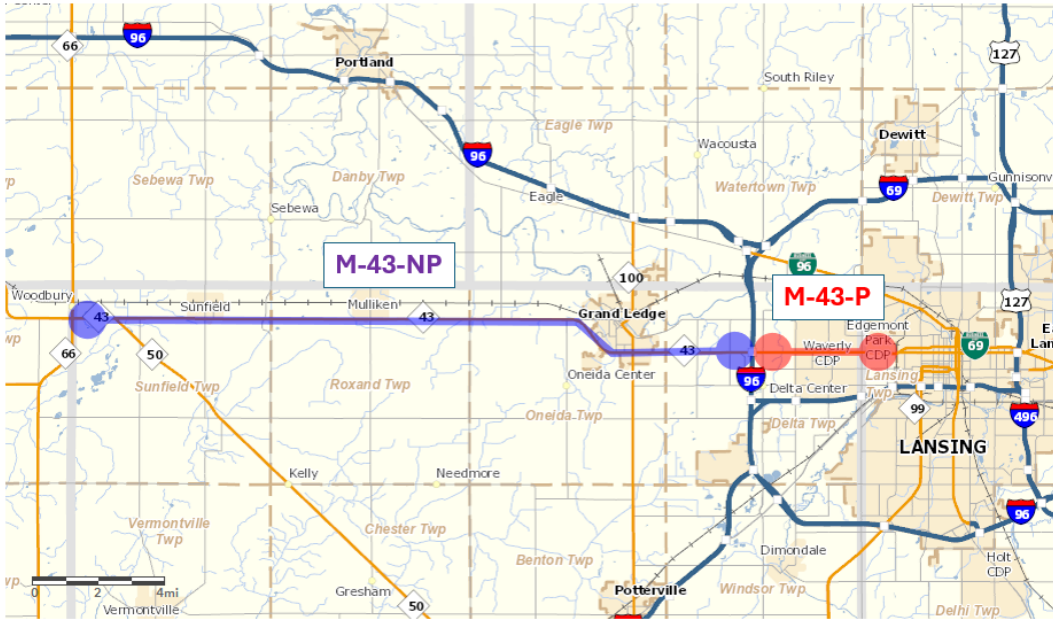 66
96
Portland
127
South Riley
Eagle Twp
Dewitt
Wacousta
96
Sebewa Twp
Danby Twp
Watertown Twp
69
Gunnisonv
Dewitt Twp
Sebewa
Eagle
M-43-NP
96
100
M-43-P
Woodbury
Sunfield
Mulliken
127
43
43
Grand Ledge
Edgemont
Park
CDP
Waverly
CDP
43
69
66
50
Oneida Center
96
Lansing
Twp
Sunfield Twp
Roxand Twp
Delta Center
Oneida Twp
Delta Twp
99
496
LANSING
Kelly
Needmore
96
Vermontville
Twp
Chester Twp
Benton Twp
Dimondale
Holt
CDP
0 2 4mi
Gresham
Potterville
Windsor Twp
Vermontville
50
Delhi Twp